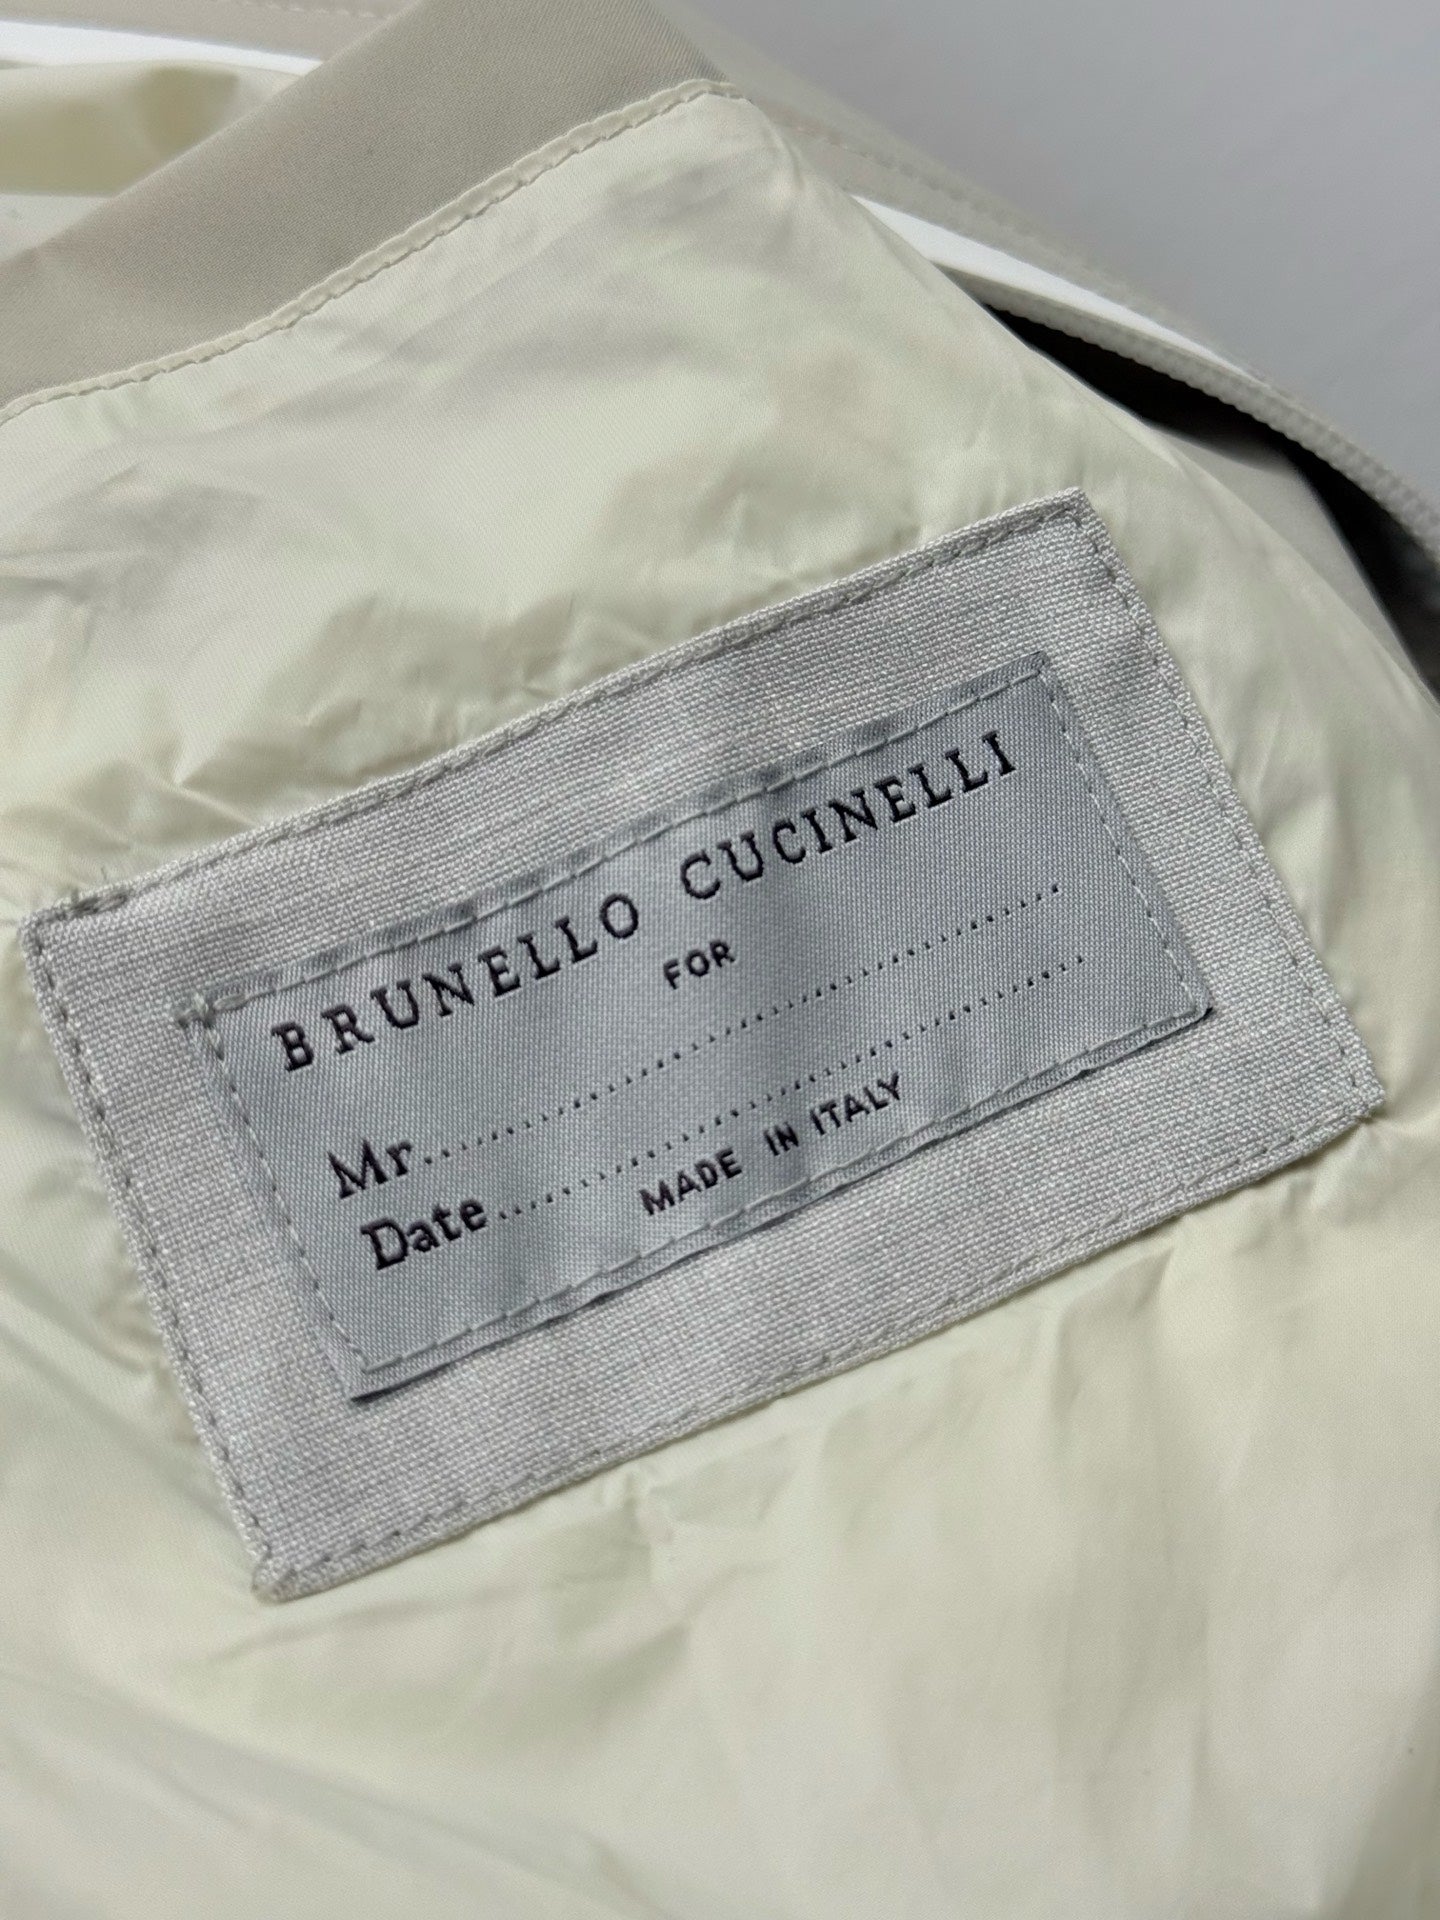 BRUNELLO CUCINELLI
FOR
Mr..............................................................
Date..........................................................
MADE IN ITALY